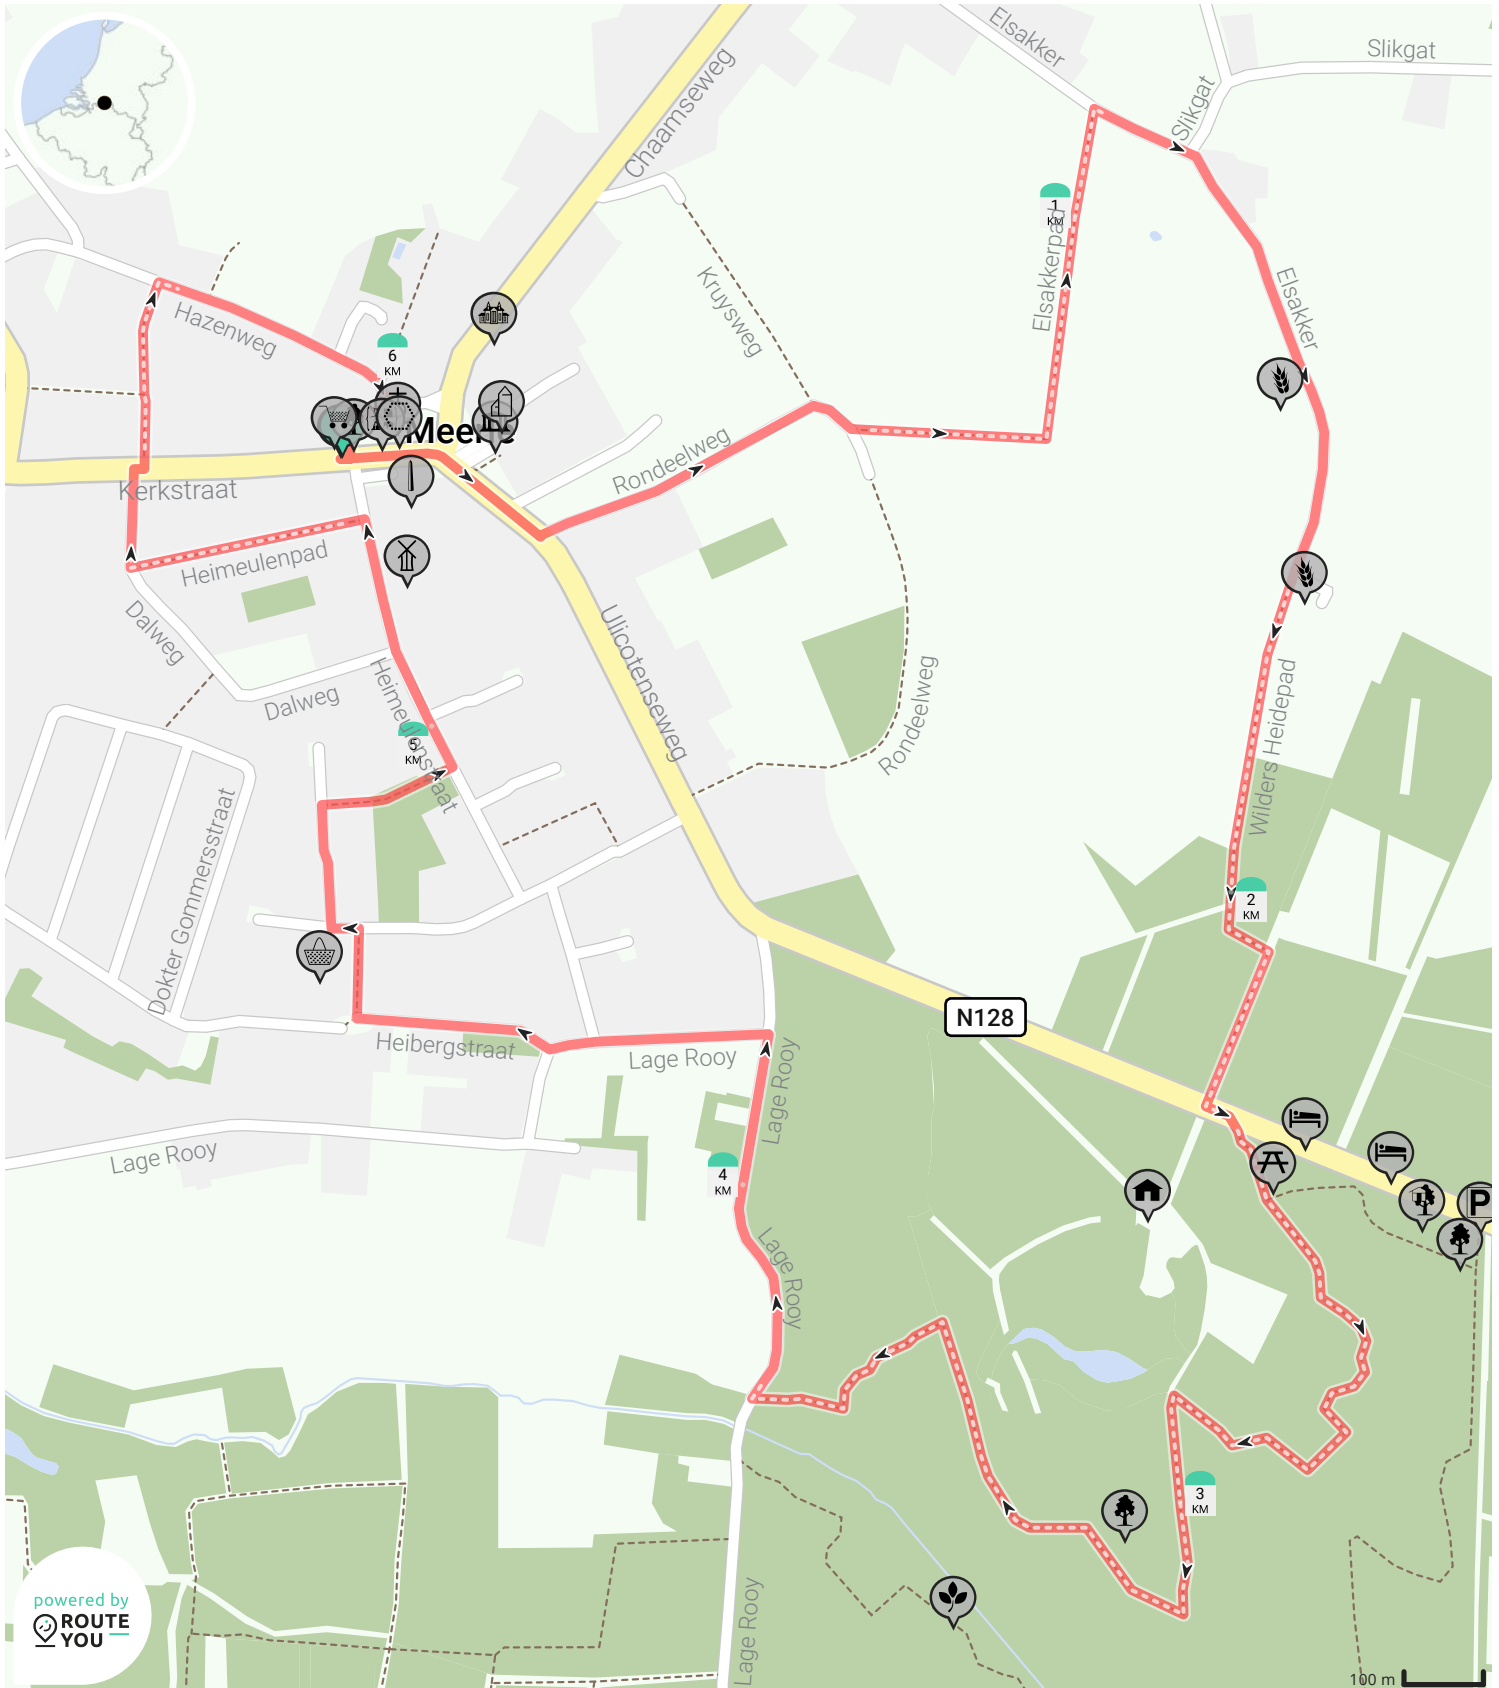 Elsakker
Slikgat
Chaamseweg
Slikgat
1
KM
Elsakkerpad
Kruysweg
Elsakker
Hazenweg
6
KM
Rondeelweg
Kerkstraat
Heimeulenpad
Dalweg
Ulicotenseweg
Dalweg
Heimeulenstraat
Rondeelweg
Wilders Heidepad
5
KM
Dokter Gommersstraat
2
KM
N128
Heibergstraat
Lage Rooy
Lage Rooy
Lage Rooy
4
KM
P
Lage Rooy
3
KM
powered by
ROUTE
YOU
Lage Rooy
100 m